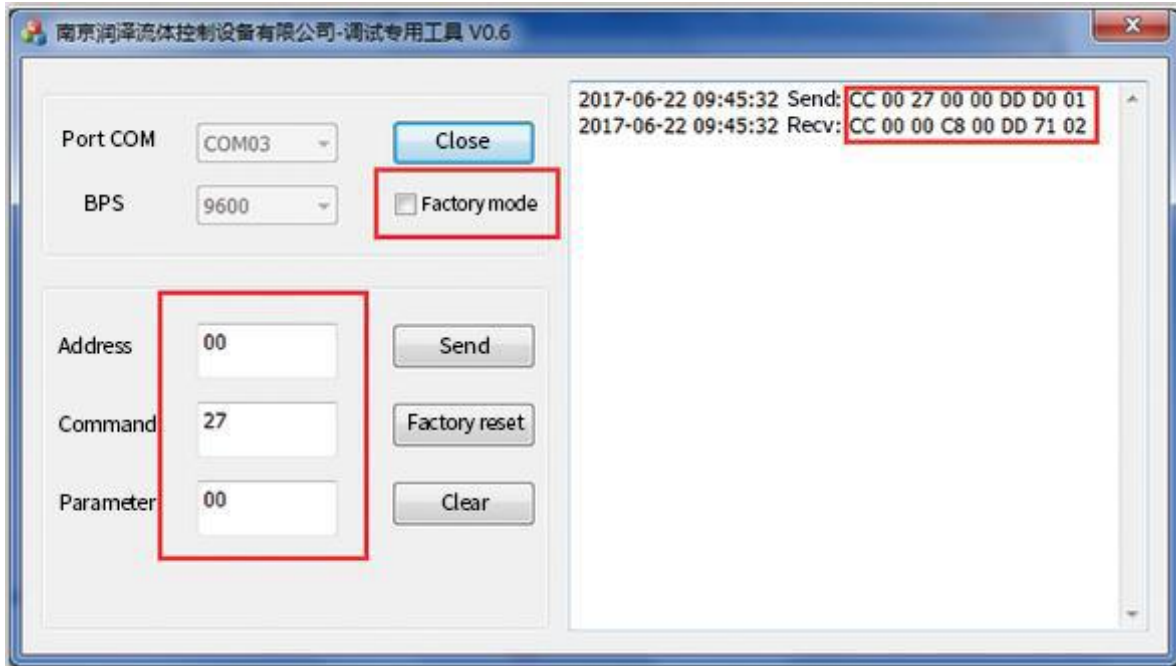 南京润泽流体控制设备有限公司-调试专用工具 V0.6
Port COM
COM03
Close
BPS
9600
Factory mode
Address
00
Send
Command
27
Factory reset
Parameter
00
Clear
2017-06-22 09:45:32 Send: CC 00 27 00 00 DD D0 01
2017-06-22 09:45:32 Recv: CC 00 00 C8 00 DD 71 02